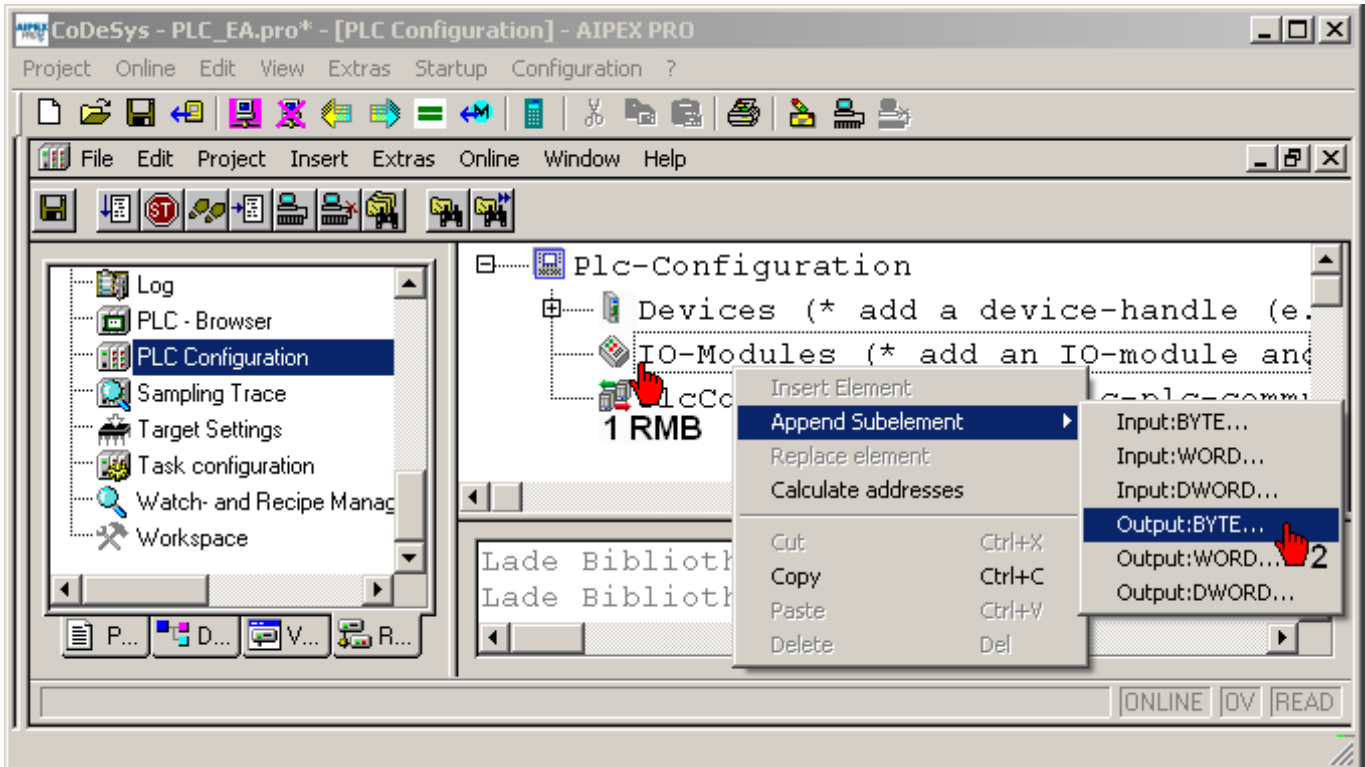 CoDeSys - PLC_EA.pro* - [PLC Configuration] - AIPEX PRO
Project Online Edit View Extras Startup Configuration ?
File Edit Project Insert Extras Online Window Help
Log
PLC - Browser
PLC Configuration
Sampling Trace
Target Settings
Task configuration
Watch- and Recipe Manag
Workspace
P... D... V... R...
Plc-Configuration
Devices (* add a device-handle (e.
IO-Modules (* add an IO-module and
1 RMB
Insert Element
Append Subelement
Replace element
Calculate addresses
Cut Ctrl+X
Copy Ctrl+C
Paste Ctrl+V
Delete Del
Input:BYTE...
Input:WORD...
Input:DWORD...
Output:BYTE...
Output:WORD... 2
Output:DWORD...
Lade Biblioth
Lade Biblioth
ONLINE OV READ